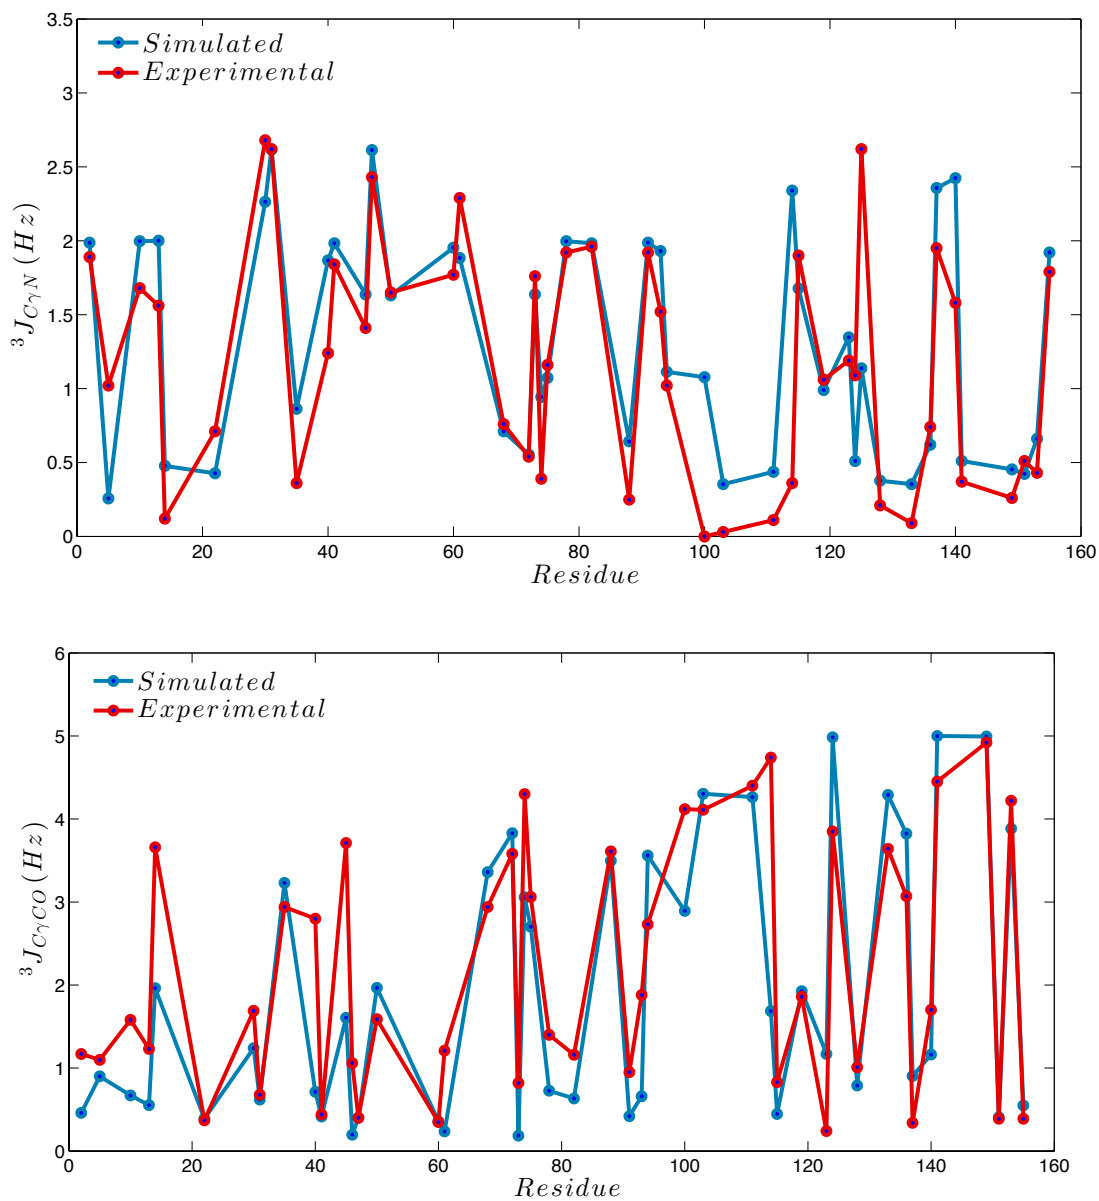 3.5
3
2.5
2
1.5
1
0.5
0
0 20 40 60 80 100 120 140 160
Simulated
Experimental
³J_{CγN} (Hz)
Residue
6
5
4
3
2
1
0
0 20 40 60 80 100 120 140 160
Simulated
Experimental
³J_{CγCO} (Hz)
Residue